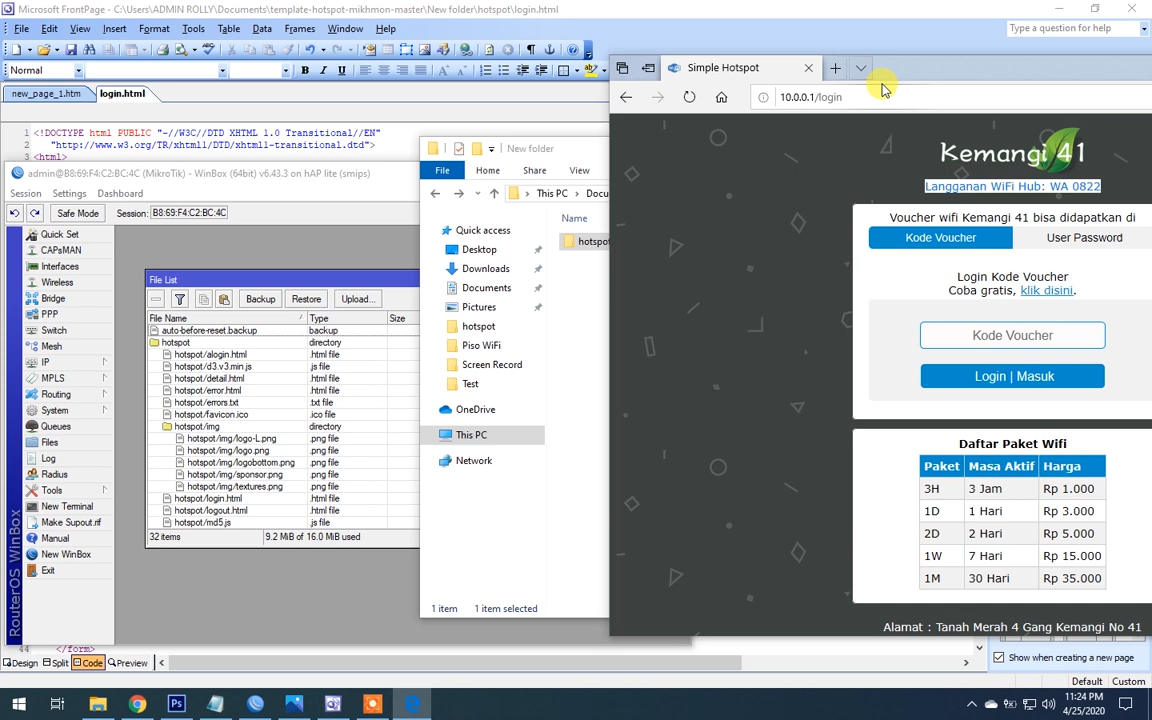 Microsoft FrontPage - C:\Users\ADMIN ROLLY\Documents\template-hotspot-mikhmon-master\New folder\hotspot\login.html
File Edit View Insert Format Tools Table Data Frames Window Help
Type a question for help
Normal
new_page_1.htm login.html
1 <!DOCTYPE html PUBLIC "-//W3C//DTD XHTML 1.0 Transitional//EN"
2 "http://www.w3.org/TR/xhtml1/DTD/xhtml1-transitional.dtd">
3 <html>
admin@B8:69:F4:C2:BC:4C (MikroTik) - WinBox (64bit) v6.43.3 on hAP lite (smips)
Session Settings Dashboard
Safe Mode Session: B8:69:F4:C2:BC:4C
RouterOS WinBox
Quick Set
CAPsMAN
Interfaces
Wireless
Bridge
PPP
Switch
Mesh
IP
MPLS
Routing
System
Queues
Files
Log
Radius
Tools
New Terminal
Make Supout.rif
Manual
New WinBox
Exit
File List
Backup Restore Upload...
File Name Type Size
auto-before-reset.backup backup
hotspot directory
hotspot/alogin.html .html file
hotspot/d3.v3.min.js .js file
hotspot/detail.html .html file
hotspot/error.html .html file
hotspot/errors.txt .txt file
hotspot/favicon.ico .ico file
hotspot/img directory
hotspot/img/logo-L.png .png file
hotspot/img/logo.png .png file
hotspot/img/logobottom.png .png file
hotspot/img/sponsor.png .png file
hotspot/img/textures.png .png file
hotspot/login.html .html file
hotspot/logout.html .html file
hotspot/md5.js .js file
32 items 9.2 MiB of 16.0 MiB used
New folder
File Home Share View
This PC Docu
Name
hotspot
Quick access
Desktop
Downloads
Documents
Pictures
hotspot
Piso WiFi
Screen Record
Test
OneDrive
This PC
Network
1 item 1 item selected
Simple Hotspot
10.0.0.1/login
Kemangi 41
Langganan WiFi Hub: WA 0822
Voucher wifi Kemangi 41 bisa didapatkan di
Kode Voucher User Password
Login Kode Voucher
Coba gratis, klik disini.
Kode Voucher
Login | Masuk
Daftar Paket Wifi
Paket Masa Aktif Harga
3H 3 Jam Rp 1.000
1D 1 Hari Rp 3.000
2D 2 Hari Rp 5.000
1W 7 Hari Rp 15.000
1M 30 Hari Rp 35.000
Alamat : Tanah Merah 4 Gang Kemangi No 41
44 </form>
Design Split Code Preview
Show when creating a new page
Default Custom
11:24 PM
4/25/2020